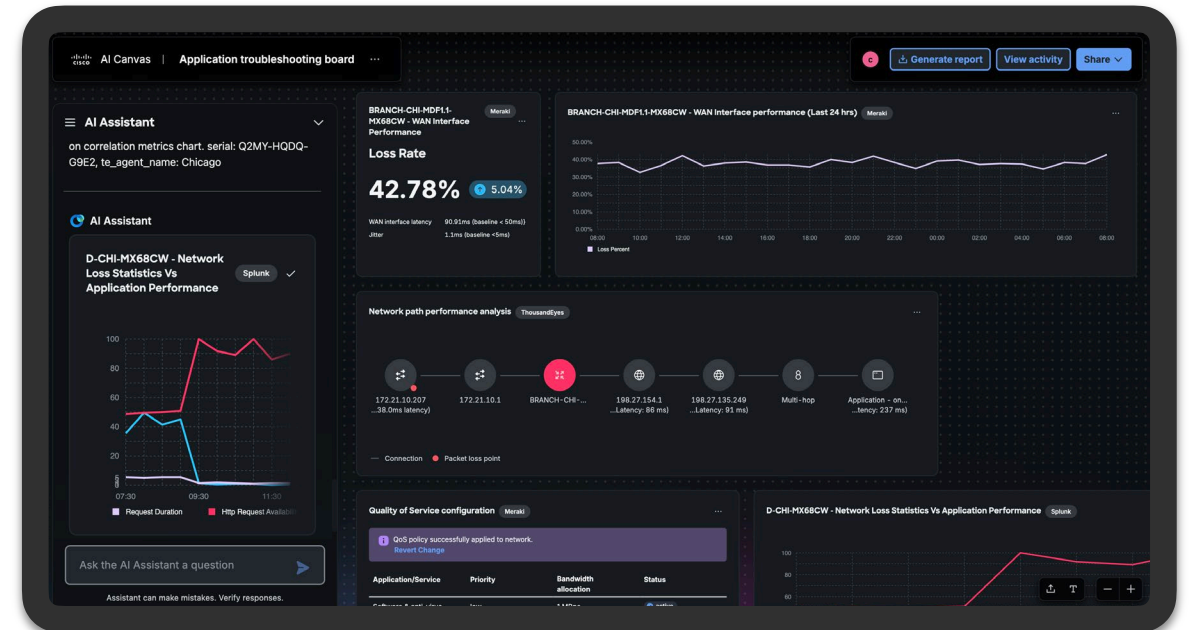 cisco AI Canvas | Application troubleshooting board ...
C Generate report View activity Share
AI Assistant
on correlation metrics chart. serial: Q2MY-HQDQ-
G9E2, te_agent_name: Chicago
AI Assistant
D-CHI-MX68CW - Network
Loss Statistics Vs
Application Performance
Splunk
100
80
60
40
20
07:30 09:30 11:30
Request Duration Http Request Availabili
Ask the AI Assistant a question
Assistant can make mistakes. Verify responses.
BRANCH-CHI-MDF1.1-
MX68CW - WAN Interface
Performance
Meraki
...
Loss Rate
42.78% 5.04%
WAN interface latency 90.91ms (baseline < 50ms))
Jitter 1.1ms (baseline <5ms)
BRANCH-CHI-MDF1.1-MX68CW - WAN Interface performance (Last 24 hrs) Meraki ...
50.00%
40.00%
30.00%
20.00%
10.00%
0.00%
08:00 10:00 12:00 14:00 16:00 18:00 20:00 22:00 00:00 02:00 04:00 06:00 08:00
Loss Percent
Network path performance analysis ThousandEyes ...
172.21.10.207 172.21.10.1 BRANCH-CHI-... 198.27.154.1 198.27.135.249 Multi-hop Application - on...
...38.0ms latency) ...Latency: 86 ms) ...Latency: 91 ms) ...tency: 237 ms)
8
Connection Packet loss point
Quality of Service configuration Meraki ...
QoS policy successfully applied to network.
Revert Change
Application/Service Priority Bandwidth allocation Status
Software & anti-virus low 1 MBps active
D-CHI-MX68CW - Network Loss Statistics Vs Application Performance Splunk
100
80
60
T